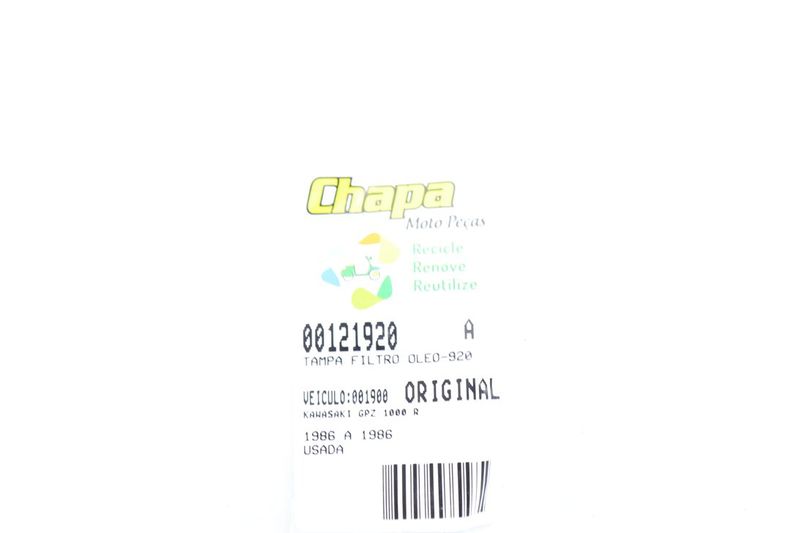 Chapa
Moto Peças
Recicle
Renove
Reutilize
00121920 A
TAMPA FILTRO OLEO-920
VEICULO:001900 ORIGINAL
KAWASAKI GPZ 1000 R
1986 A 1986
USADA